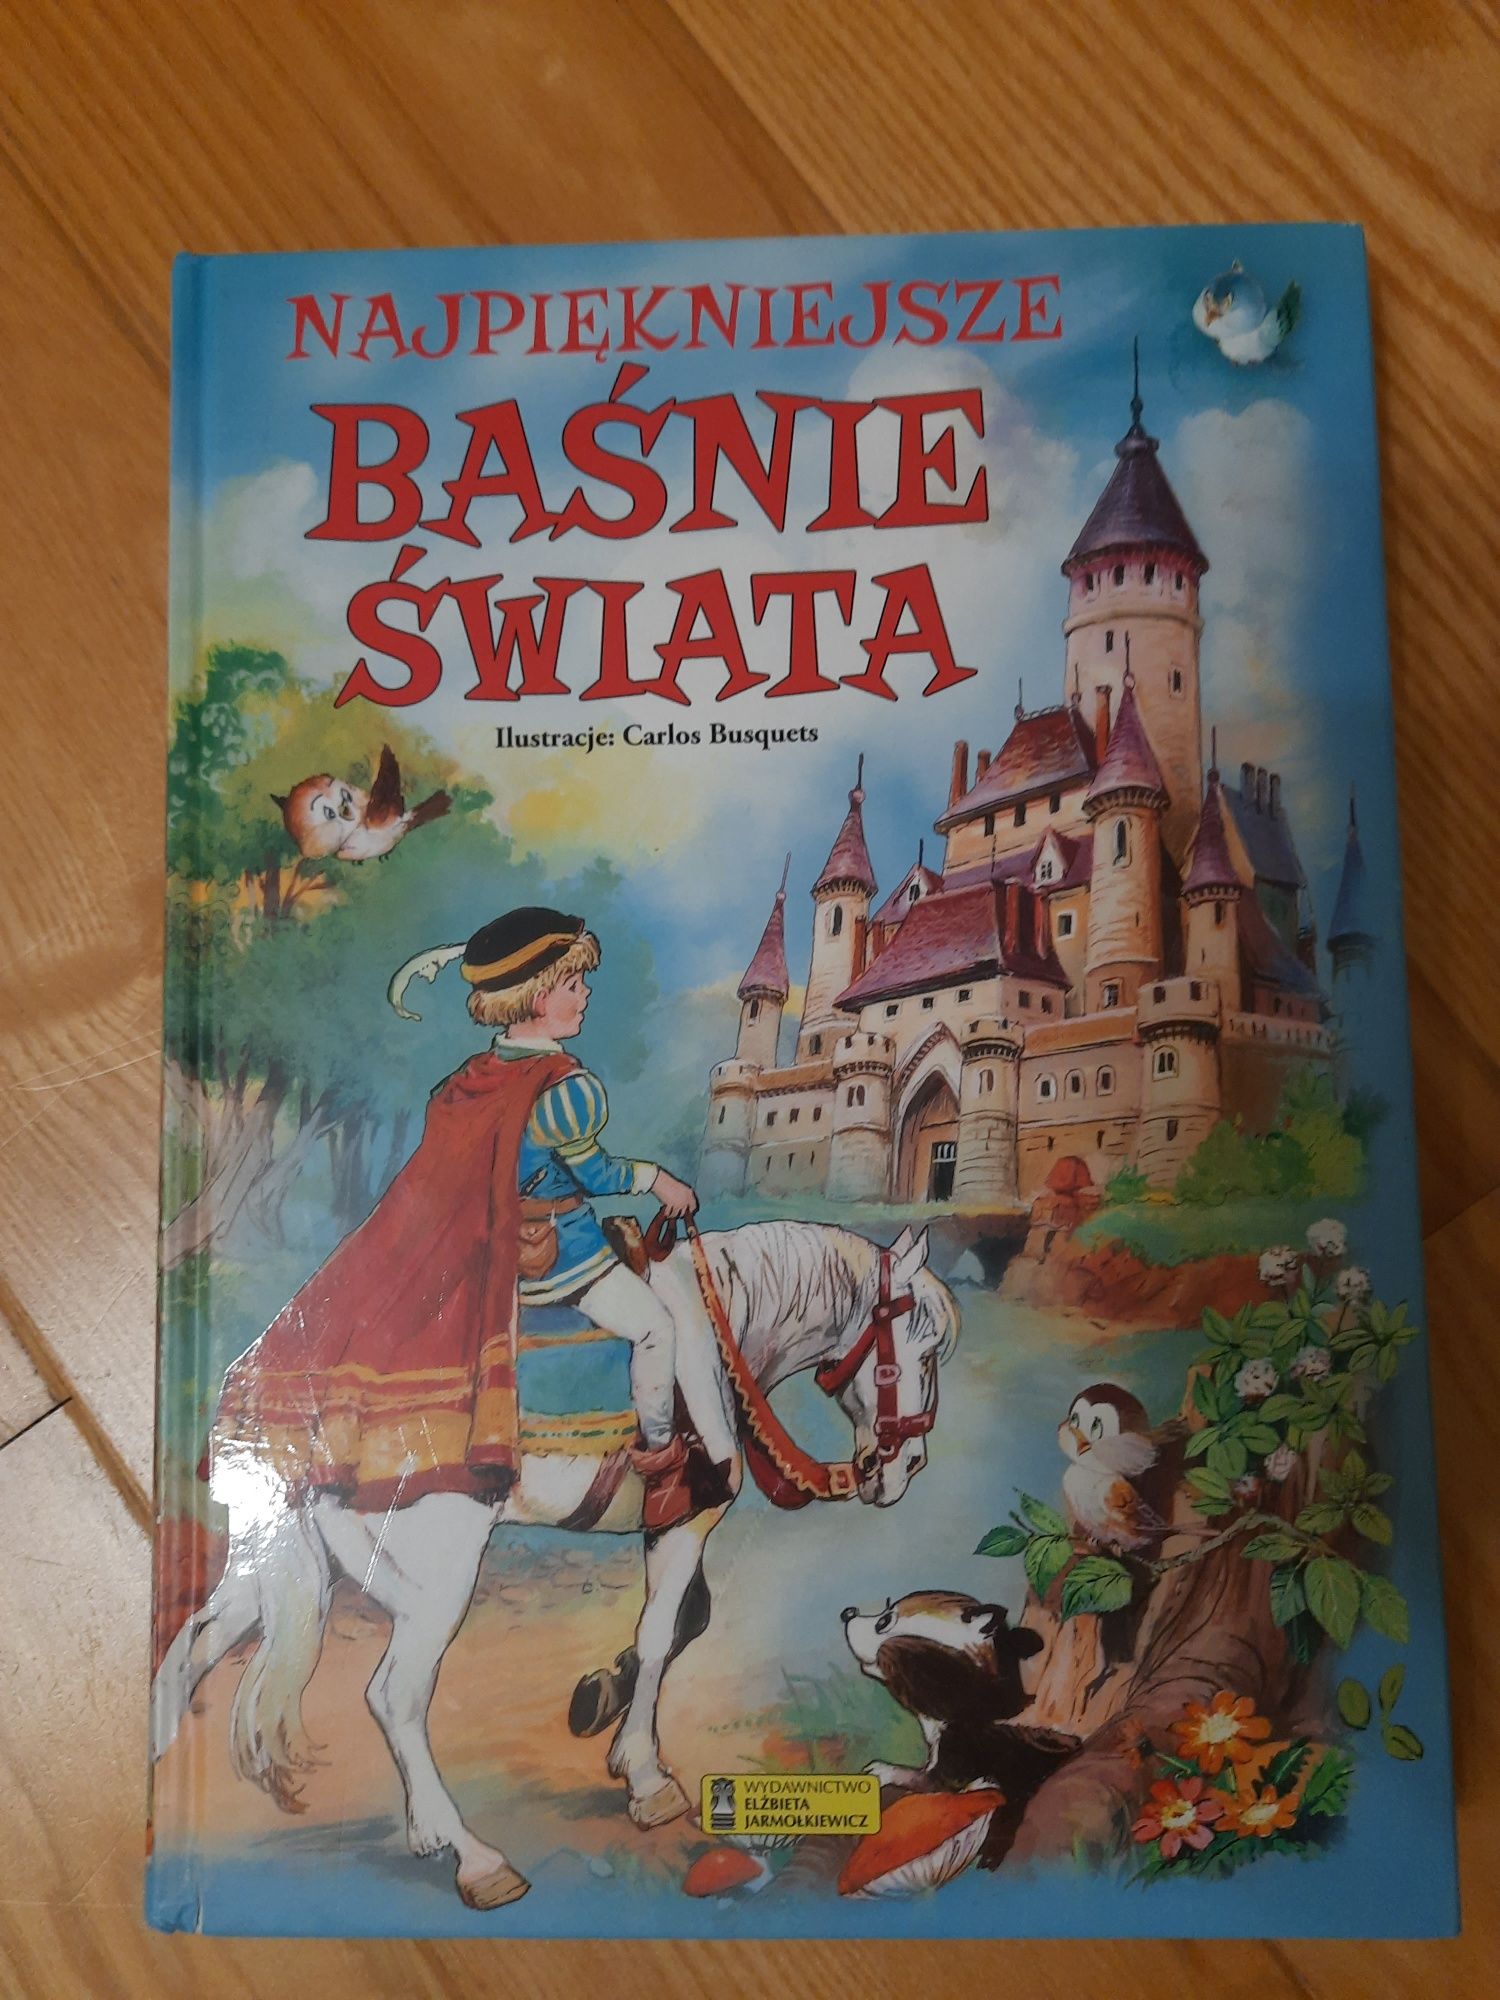 NAJPIĘKNIEJSZE
BAŚNIE
ŚWIATA
Ilustracje: Carlos Busquets
WYDAWNICTWO
ELŻBIETA
JARMOŁKIEWICZ